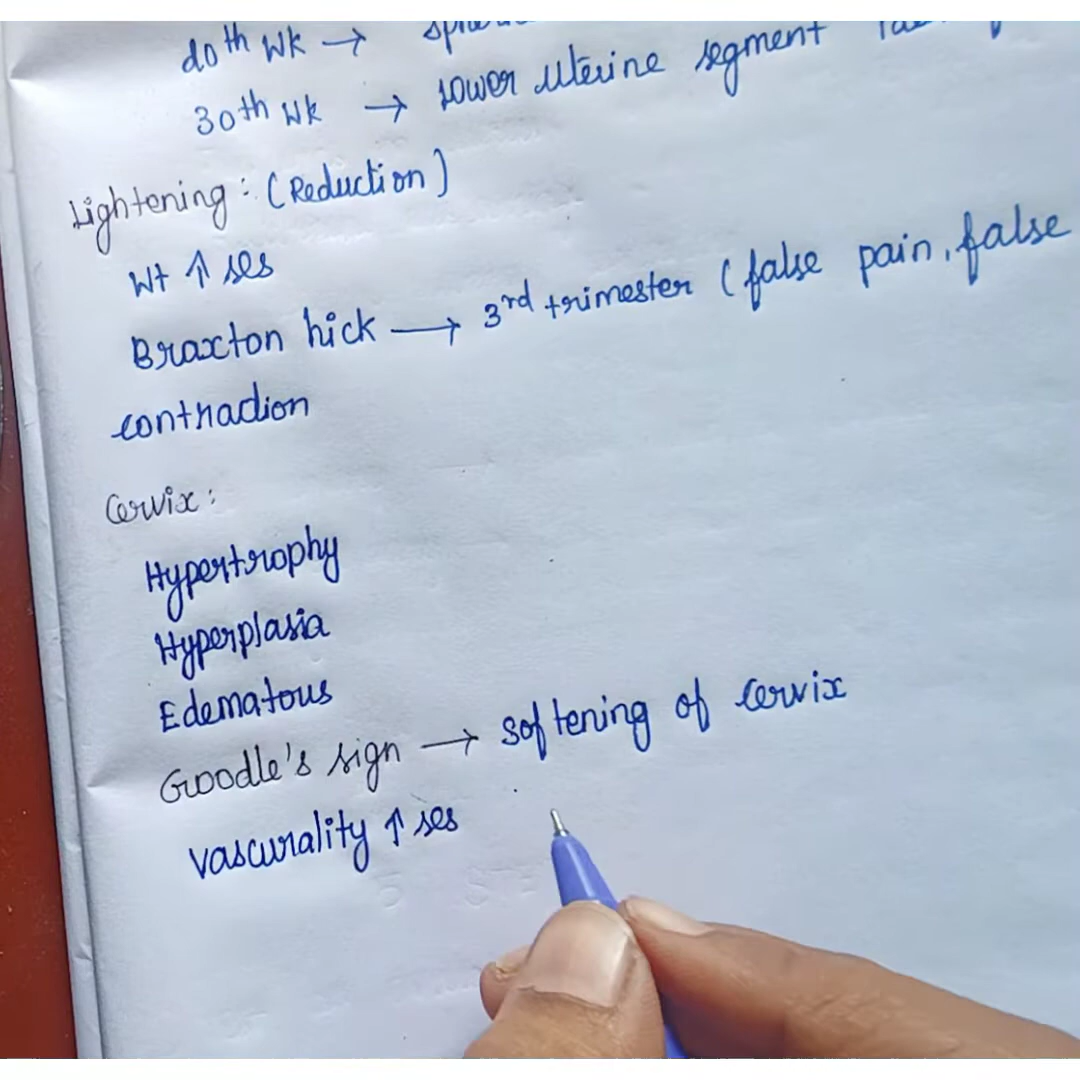 20th Wk →
30th Wk → Lower uterine segment
Lightening: (Reduction)
Wt ↑ ses
Braxton hick → 3rd trimester (false pain, false
contradion
Cervix:
Hypertrophy
Hyperplasia
Edematous
Goodle's sign → softening of cervix
vascurality ↑ ses